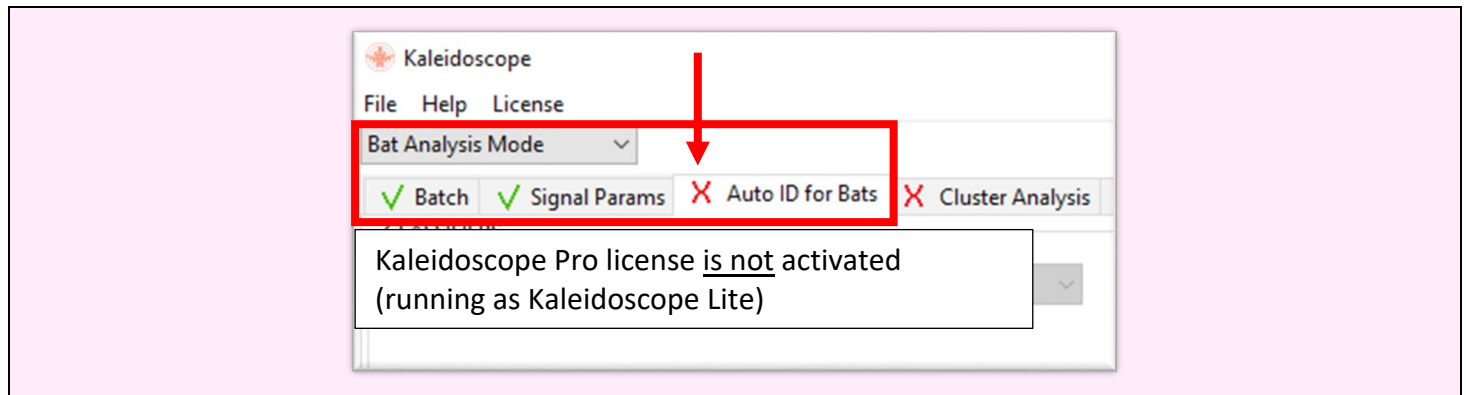 Kaleidoscope
File Help License
Bat Analysis Mode
Batch Signal Params Auto ID for Bats Cluster Analysis
Kaleidoscope Pro license is not activated
(running as Kaleidoscope Lite)